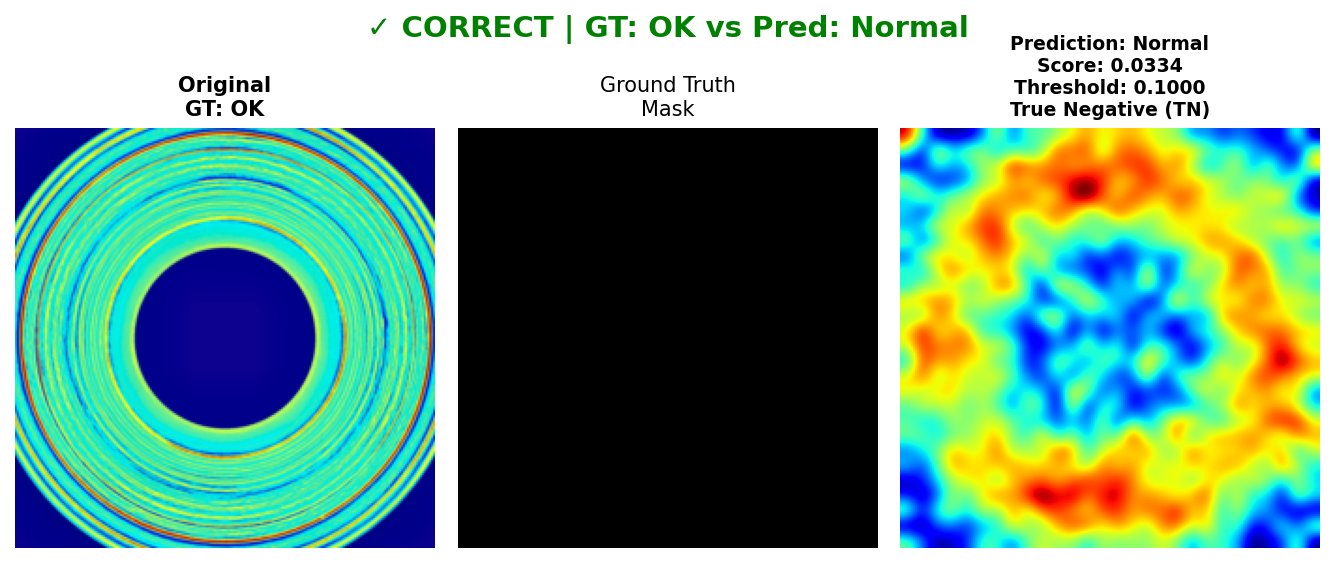 ✓ CORRECT | GT: OK vs Pred: Normal
Original
GT: OK
Ground Truth
Mask
Prediction: Normal
Score: 0.0334
Threshold: 0.1000
True Negative (TN)